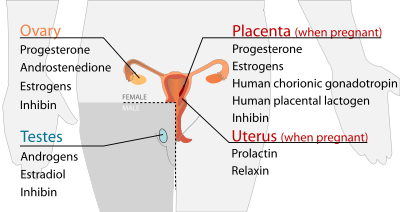 Ovary
Progesterone
Androstenedione
Estrogens
Inhibin
Testes
Androgens
Estradiol
Inhibin
FEMALE
MALE
Placenta (when pregnant)
Progesterone
Estrogens
Human chorionic gonadotropin
Human placental lactogen
Inhibin
Uterus (when pregnant)
Prolactin
Relaxin